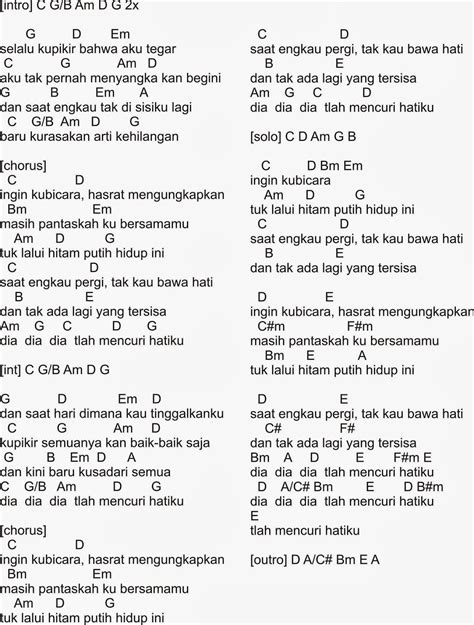 [intro] C G/B Am D G 2x
G D Em
selalu kupikir bahwa aku tegar
C G Am D
aku tak pernah menyangka kan begini
G B Em A
dan saat engkau tak di sisiku lagi
C G/B Am D G
baru kurasakan arti kehilangan
[chorus]
C D
ingin kubicara, hasrat mengungkapkan
Bm Em
masih pantaskah ku bersamamu
Am D G
tuk lalui hitam putih hidup ini
C D
saat engkau pergi, tak kau bawa hati
B E
dan tak ada lagi yang tersisa
Am G C D G
dia dia dia tlah mencuri hatiku
[int] C G/B Am D G
G D Em D
dan saat hari dimana kau tinggalkanku
C G Am D
kupikir semuanya kan baik-baik saja
G B Em D A
dan kini baru kusadari semua
C G/B Am D G
dia dia dia tlah mencuri hatiku
[chorus]
C D
ingin kubicara, hasrat mengungkapkan
Bm Em
masih pantaskah ku bersamamu
Am D G
tuk lalui hitam putih hidup ini
C D
saat engkau pergi, tak kau bawa hati
B E
dan tak ada lagi yang tersisa
Am G C D
dia dia dia tlah mencuri hatiku
[solo] C D Am G B
C D Bm Em
ingin kubicara
Am D G
tuk lalui hitam putih hidup ini
C D
saat engkau pergi, tak kau bawa hati
B E
dan tak ada lagi yang tersisa
D E
ingin kubicara, hasrat mengungkapkan
C#m F#m
masih pantaskah ku bersamamu
Bm E A
tuk lalui hitam putih hidup ini
D E
saat engkau pergi, tak kau bawa hati
C# F#
dan tak ada lagi yang tersisa
Bm A D E F#m E
dia dia dia tlah mencuri hatiku
D A/C# Bm E D B#m
dia dia dia tlah mencuri hatiku
E
tlah mencuri hatiku
[outro] D A/C# Bm E A